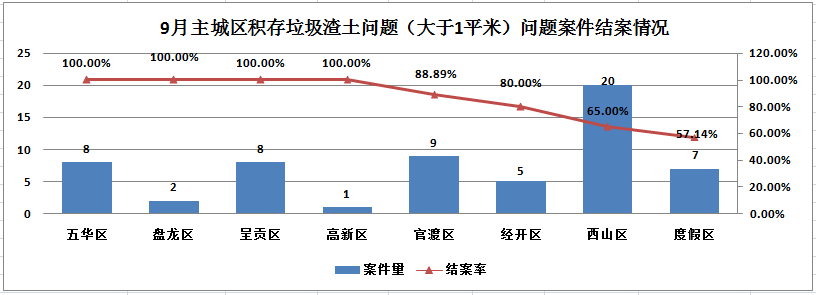 9月主城区积存垃圾渣土问题（大于1平米）问题案件结案情况
25
20
15
10
5
0
120.00%
100.00%
80.00%
60.00%
40.00%
20.00%
0.00%
100.00%
100.00%
100.00%
100.00%
88.89%
80.00%
65.00%
57.14%
8
2
8
1
9
5
20
7
五华区
盘龙区
呈贡区
高新区
官渡区
经开区
西山区
度假区
案件量
结案率